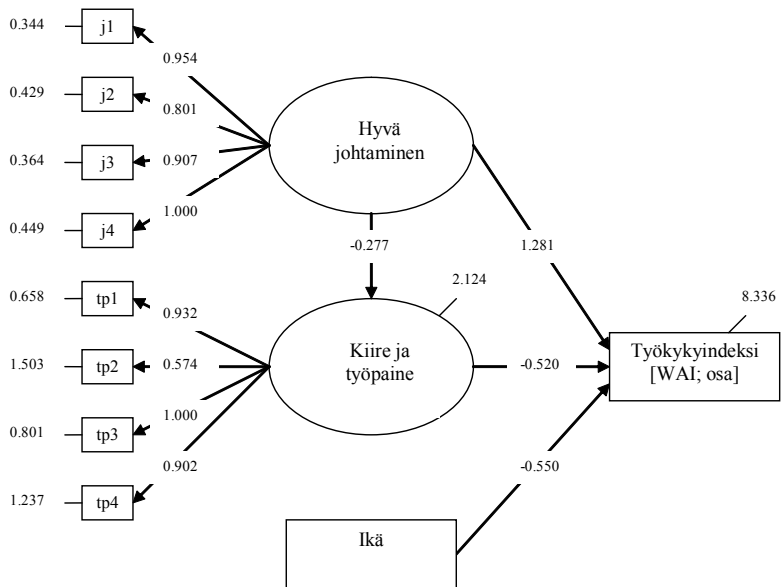 0.344
j1
0.954
0.429
j2
0.801
Hyvä
johtaminen
0.364
j3
0.907
0.449
j4
1.000
-0.277
1.281
0.658
tp1
0.932
2.124
8.336
1.503
tp2
0.574
Kiire ja
työpaine
-0.520
Työkykyindeksi
[WAI; osa]
0.801
tp3
1.000
0.902
-0.550
1.237
tp4
Ikä